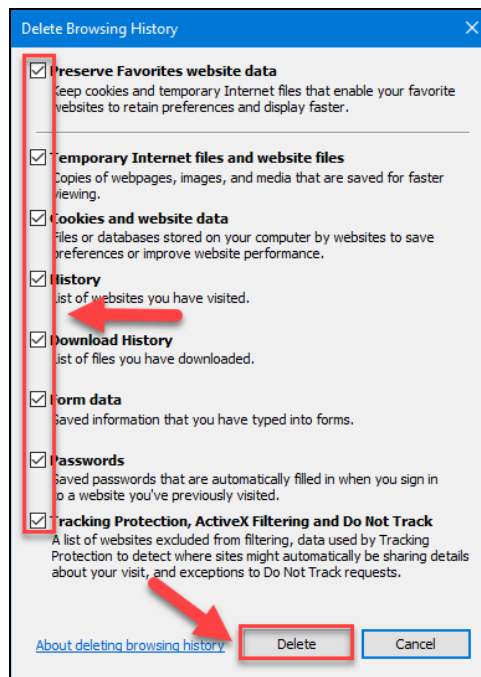 Delete Browsing History
Preserve Favorites website data
Keep cookies and temporary Internet files that enable your favorite
websites to retain preferences and display faster.
Temporary Internet files and website files
Copies of webpages, images, and media that are saved for faster
viewing.
Cookies and website data
Files or databases stored on your computer by websites to save
preferences or improve website performance.
History
List of websites you have visited.
Download History
List of files you have downloaded.
Form data
Saved information that you have typed into forms.
Passwords
Saved passwords that are automatically filled in when you sign in
to a website you've previously visited.
Tracking Protection, ActiveX Filtering and Do Not Track
A list of websites excluded from filtering, data used by Tracking
Protection to detect where sites might automatically be sharing details
about your visit, and exceptions to Do Not Track requests.
About deleting browsing history
Delete
Cancel